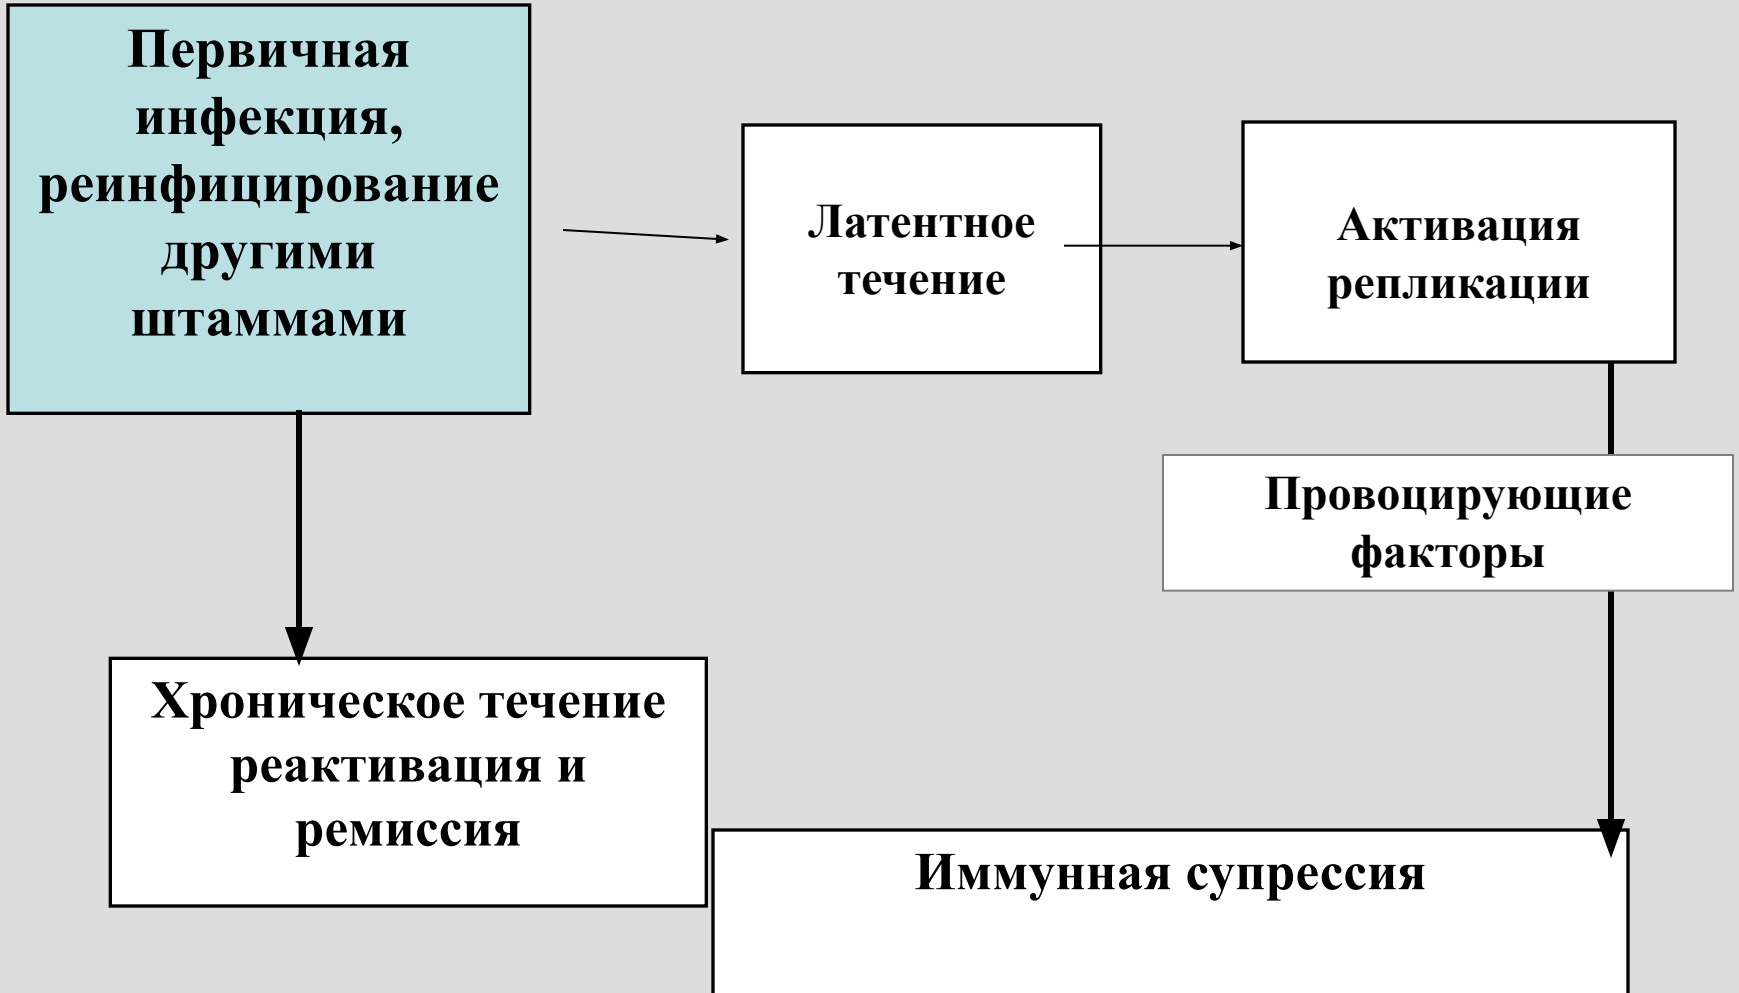 Первичная
инфекция,
реинфицирование
другими
штаммами
Латентное
течение
Активация
репликации
Провоцирующие
факторы
Хроническое течение
реактивация и
ремиссия
Иммунная супрессия